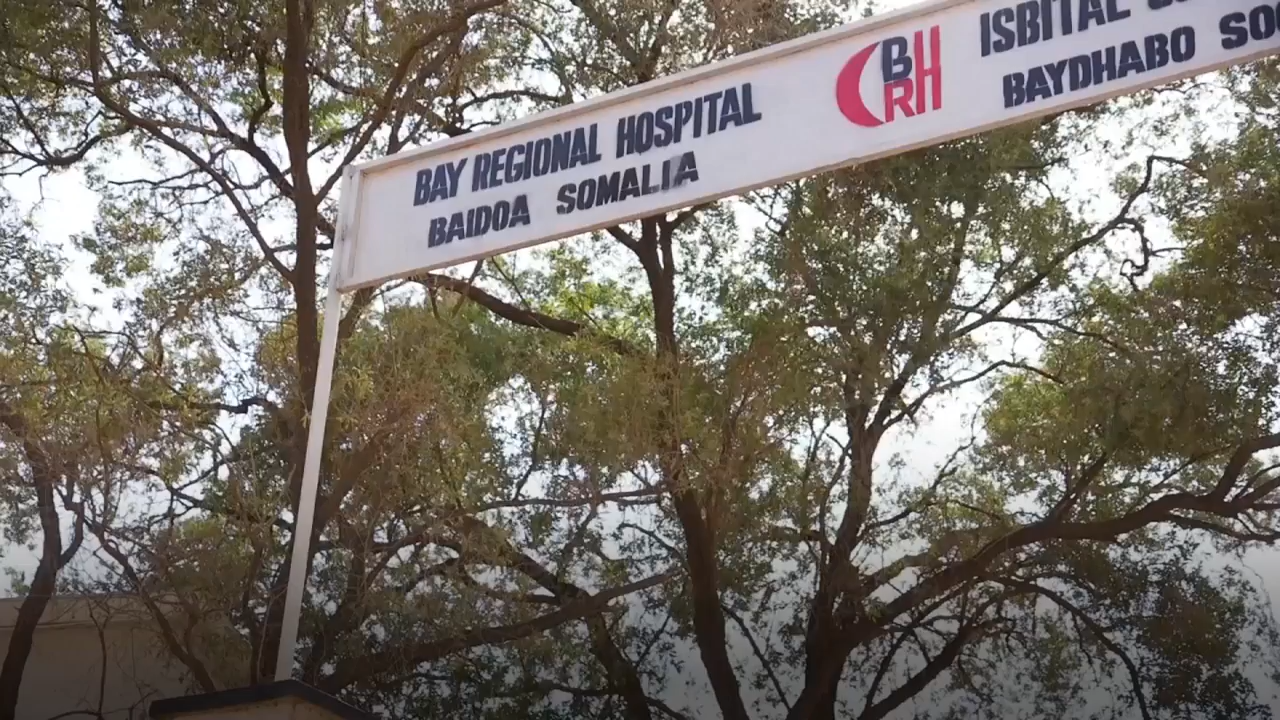 BAY REGIONAL HOSPITAL
BAIDOA SOMALIA
BRH
ISBITAL
BAYDHABO